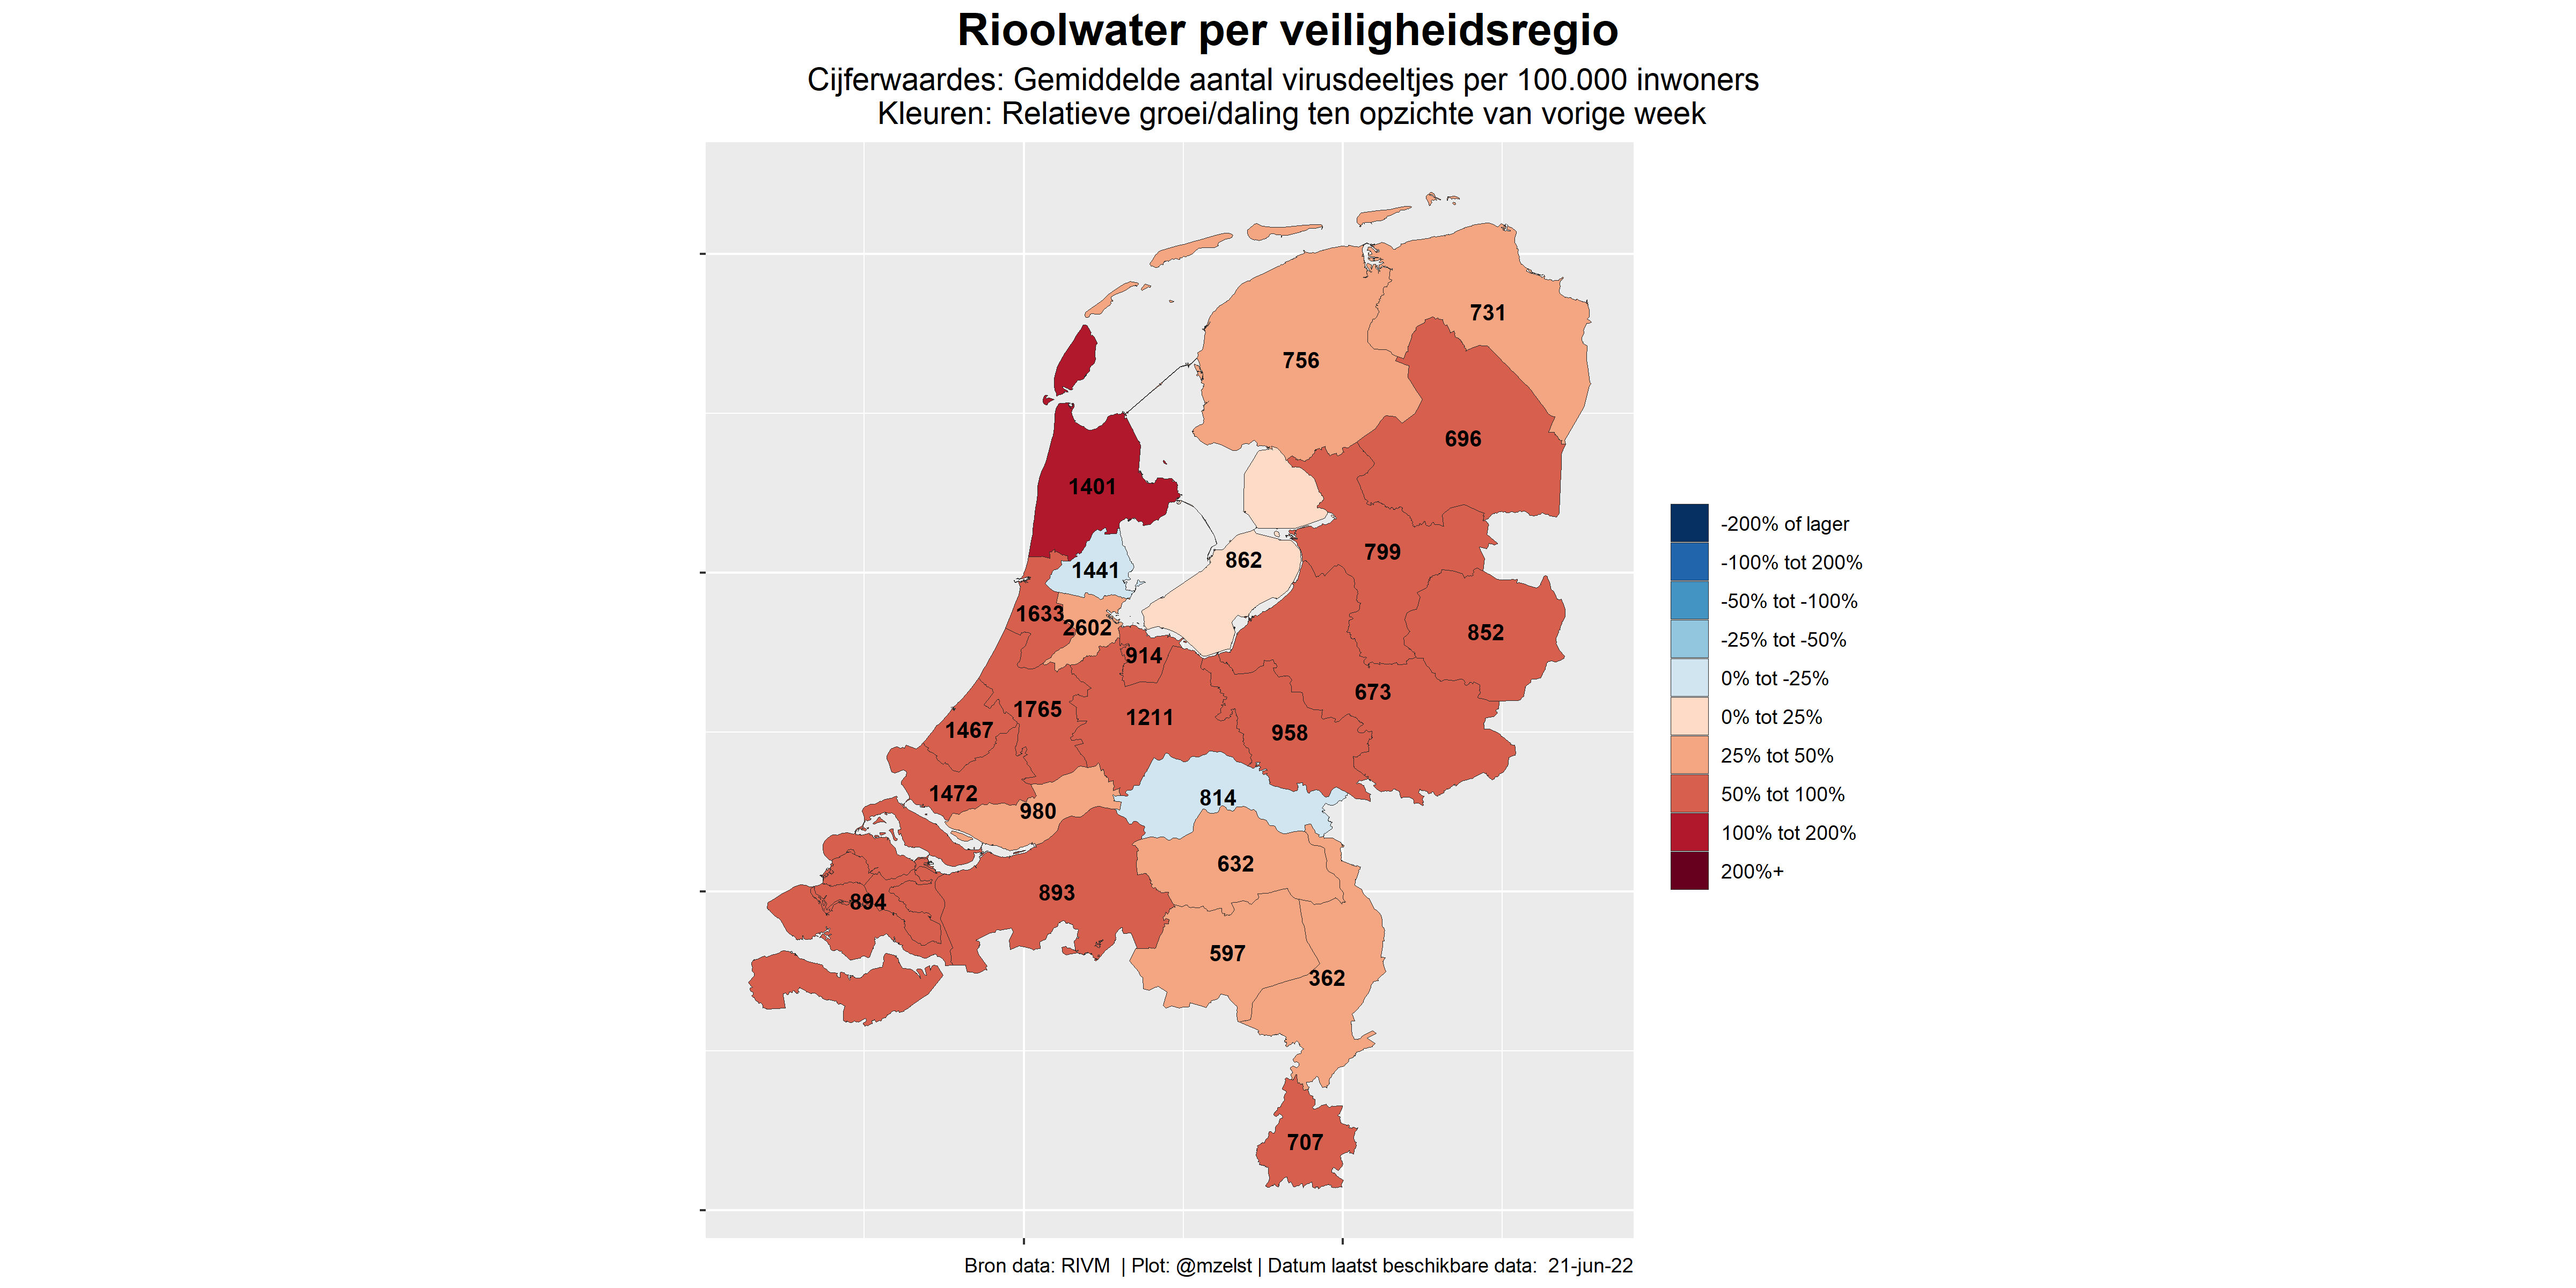 Rioolwater per veiligheidsregio
Cijferwaardes: Gemiddelde aantal virusdeeltjes per 100.000 inwoners
Kleuren: Relatieve groei/daling ten opzichte van vorige week
731
756
696
1401
799
862
1441
1633
2602
852
914
673
1765
1211
1467
958
1472
814
980
632
893
894
597
362
707
-200% of lager
-100% tot 200%
-50% tot -100%
-25% tot -50%
0% tot -25%
0% tot 25%
25% tot 50%
50% tot 100%
100% tot 200%
200%+
Bron data: RIVM | Plot: @mzelst | Datum laatst beschikbare data: 21-jun-22